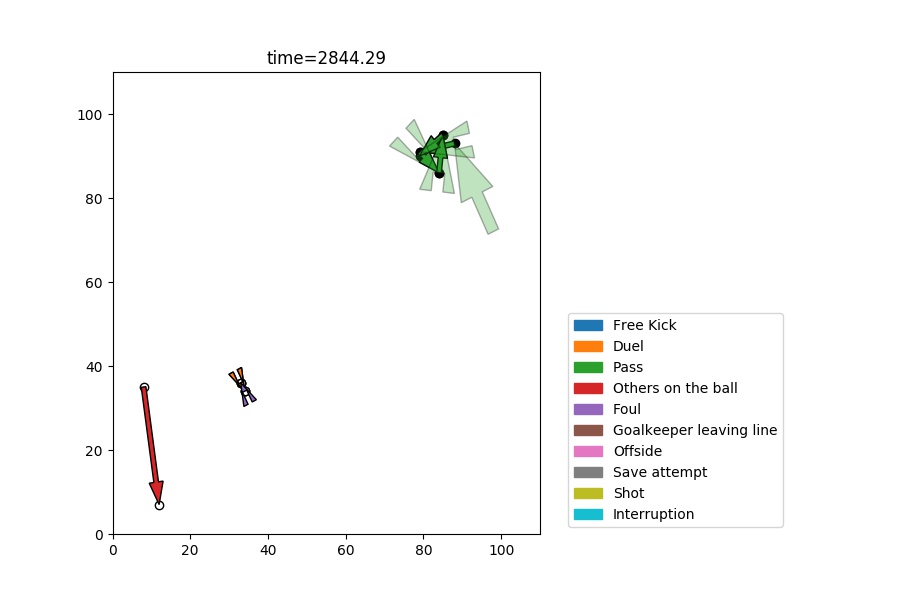 time=2844.29
100
80
60
40
20
0
0 20 40 60 80 100
Free Kick
Duel
Pass
Others on the ball
Foul
Goalkeeper leaving line
Offside
Save attempt
Shot
Interruption